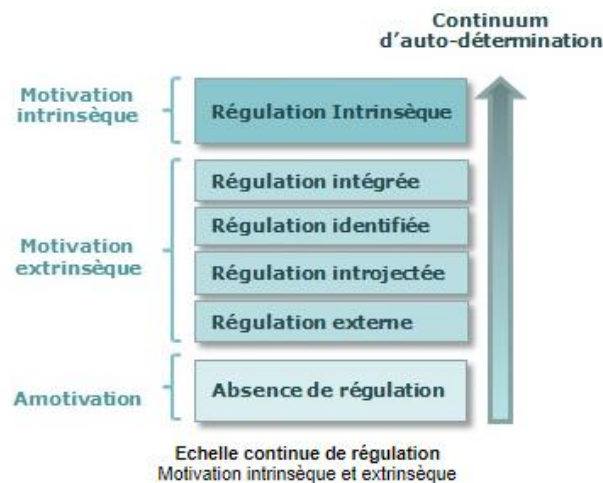 Continuum
d'auto-détermination
Motivation
intrinsèque
Régulation Intrinsèque
Motivation
extrinsèque
Régulation intégrée
Régulation identifiée
Régulation introjectée
Régulation externe
Amotivation
Absence de régulation
Echelle continue de régulation
Motivation intrinsèque et extrinsèque